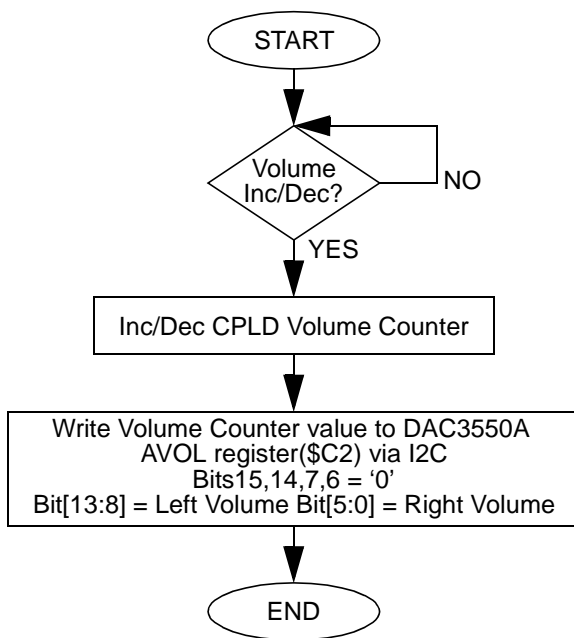 START
Volume
Inc/Dec?
NO
YES
Inc/Dec CPLD Volume Counter
Write Volume Counter value to DAC3550A
AVOL register($C2) via I2C
Bits15,14,7,6 = ‘0’
Bit[13:8] = Left Volume Bit[5:0] = Right Volume
END